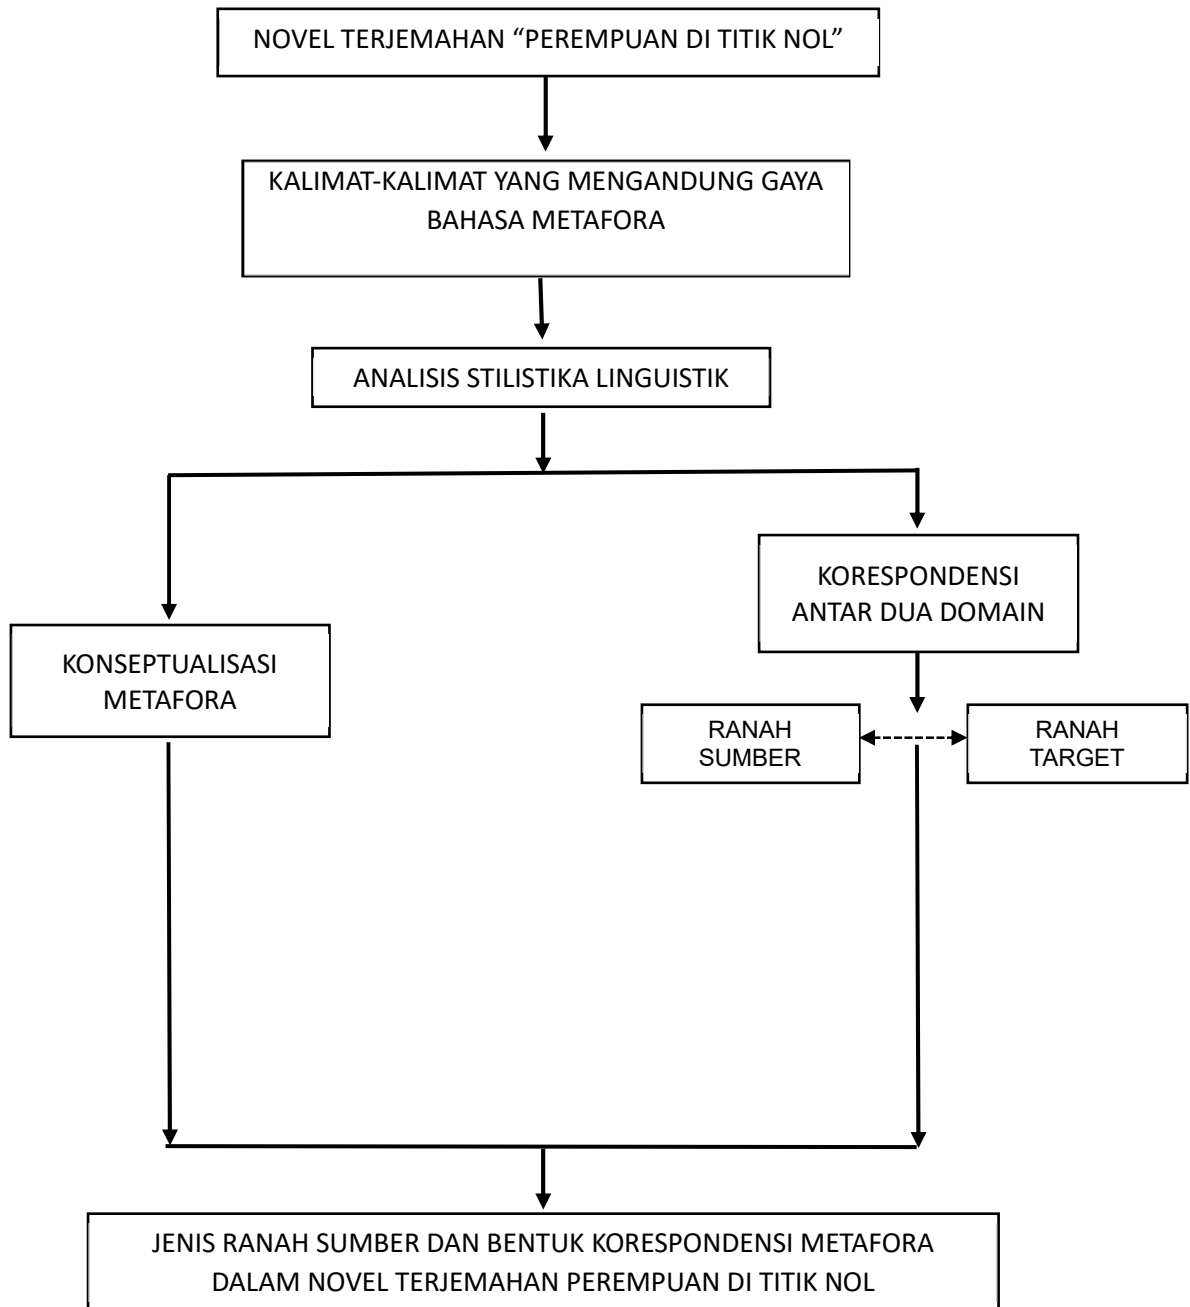 NOVEL TERJEMAHAN “PEREMPUAN DI TITIK NOL”
KALIMAT-KALIMAT YANG MENGANDUNG GAYA
BAHASA METAFORA
ANALISIS STILISTIKA LINGUISTIK
KORESPONDENSI
ANTAR DUA DOMAIN
KONSEPTUALISASI
METAFORA
RANAH
SUMBER
RANAH
TARGET
JENIS RANAH SUMBER DAN BENTUK KORESPONDENSI METAFORA
DALAM NOVEL TERJEMAHAN PEREMPUAN DI TITIK NOL